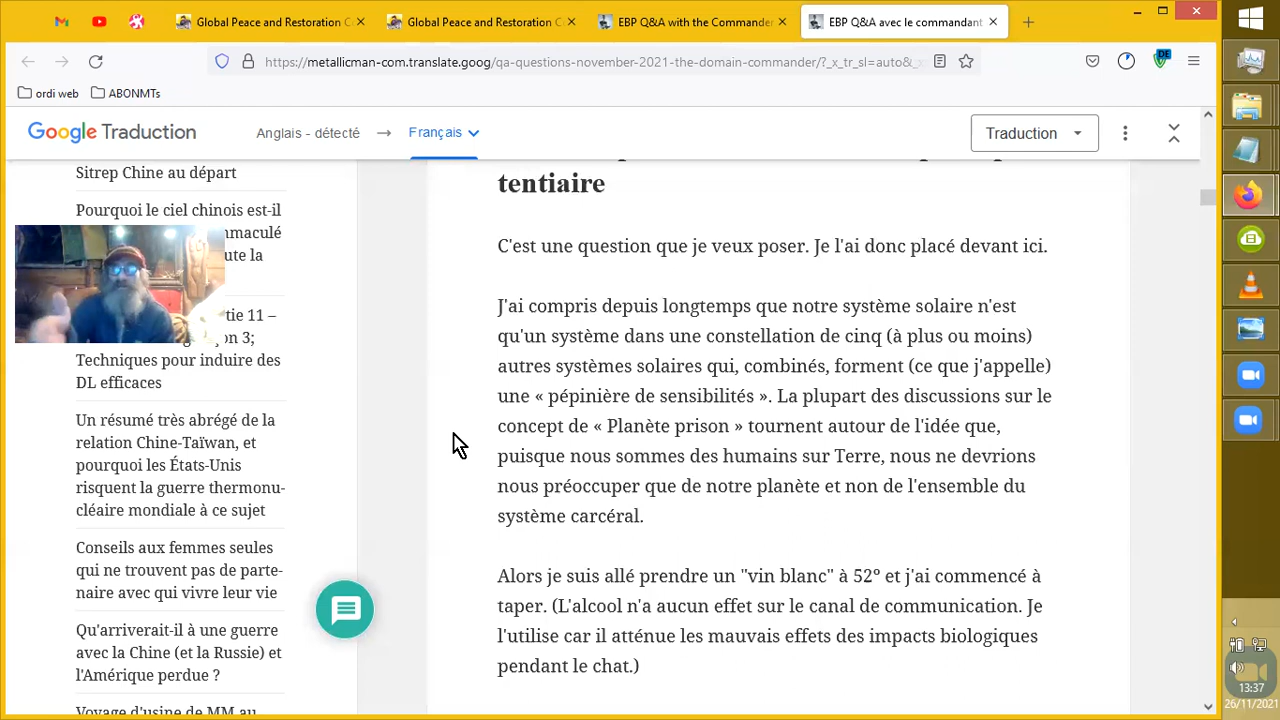 Global Peace and Restoration C
Global Peace and Restoration C
EBP Q&A with the Commander
EBP Q&A avec le commandant
https://metallicman-com.translate.goog/qa-questions-november-2021-the-domain-commander/?_x_tr_sl=auto&_x
DE
ordi web
ABONMTs
Google Traduction
Anglais - détecté
Français
Traduction
Sitrep Chine au départ
Pourquoi le ciel chinois est-il
mmaculé
ute la
tie 11 –
çon 3;
Techniques pour induire des
DL efficaces
Un résumé très abrégé de la
relation Chine-Taïwan, et
pourquoi les États-Unis
risquent la guerre thermonu-
cléaire mondiale à ce sujet
Conseils aux femmes seules
qui ne trouvent pas de parte-
naire avec qui vivre leur vie
Qu'arriverait-il à une guerre
avec la Chine (et la Russie) et
l'Amérique perdue ?
Voyage d'usine de MM au
tentiaire
C'est une question que je veux poser. Je l'ai donc placé devant ici.
J'ai compris depuis longtemps que notre système solaire n'est
qu'un système dans une constellation de cinq (à plus ou moins)
autres systèmes solaires qui, combinés, forment (ce que j'appelle)
une « pépinière de sensibilités ». La plupart des discussions sur le
concept de « Planète prison » tournent autour de l'idée que,
puisque nous sommes des humains sur Terre, nous ne devrions
nous préoccuper que de notre planète et non de l'ensemble du
système carcéral.
Alors je suis allé prendre un "vin blanc" à 52° et j'ai commencé à
taper. (L'alcool n'a aucun effet sur le canal de communication. Je
l'utilise car il atténue les mauvais effets des impacts biologiques
pendant le chat.)
13:37
26/11/2021